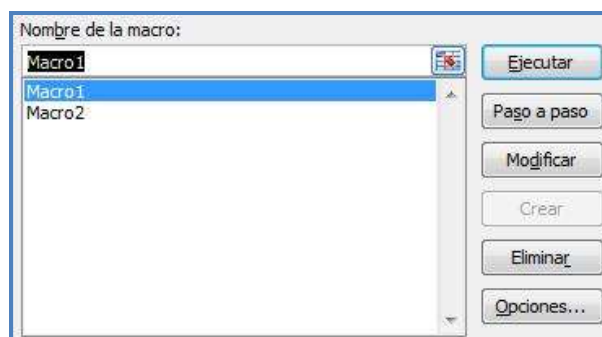 Nombre de la macro:
Macro1
Macro1
Macro2
Ejecutar
Paso a paso
Modificar
Crear
Eliminar
Opciones...